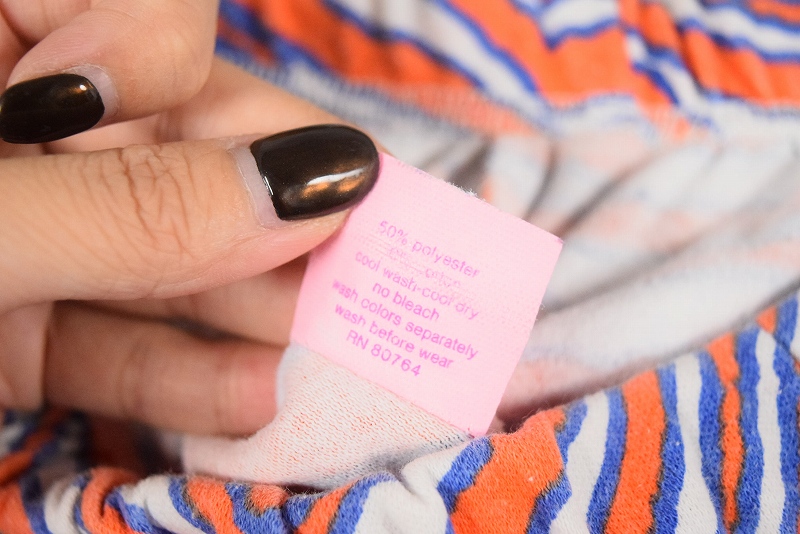 50% polyester
cool wash-cool dry
no bleach
wash colors separately
wash before wear
RN 80764